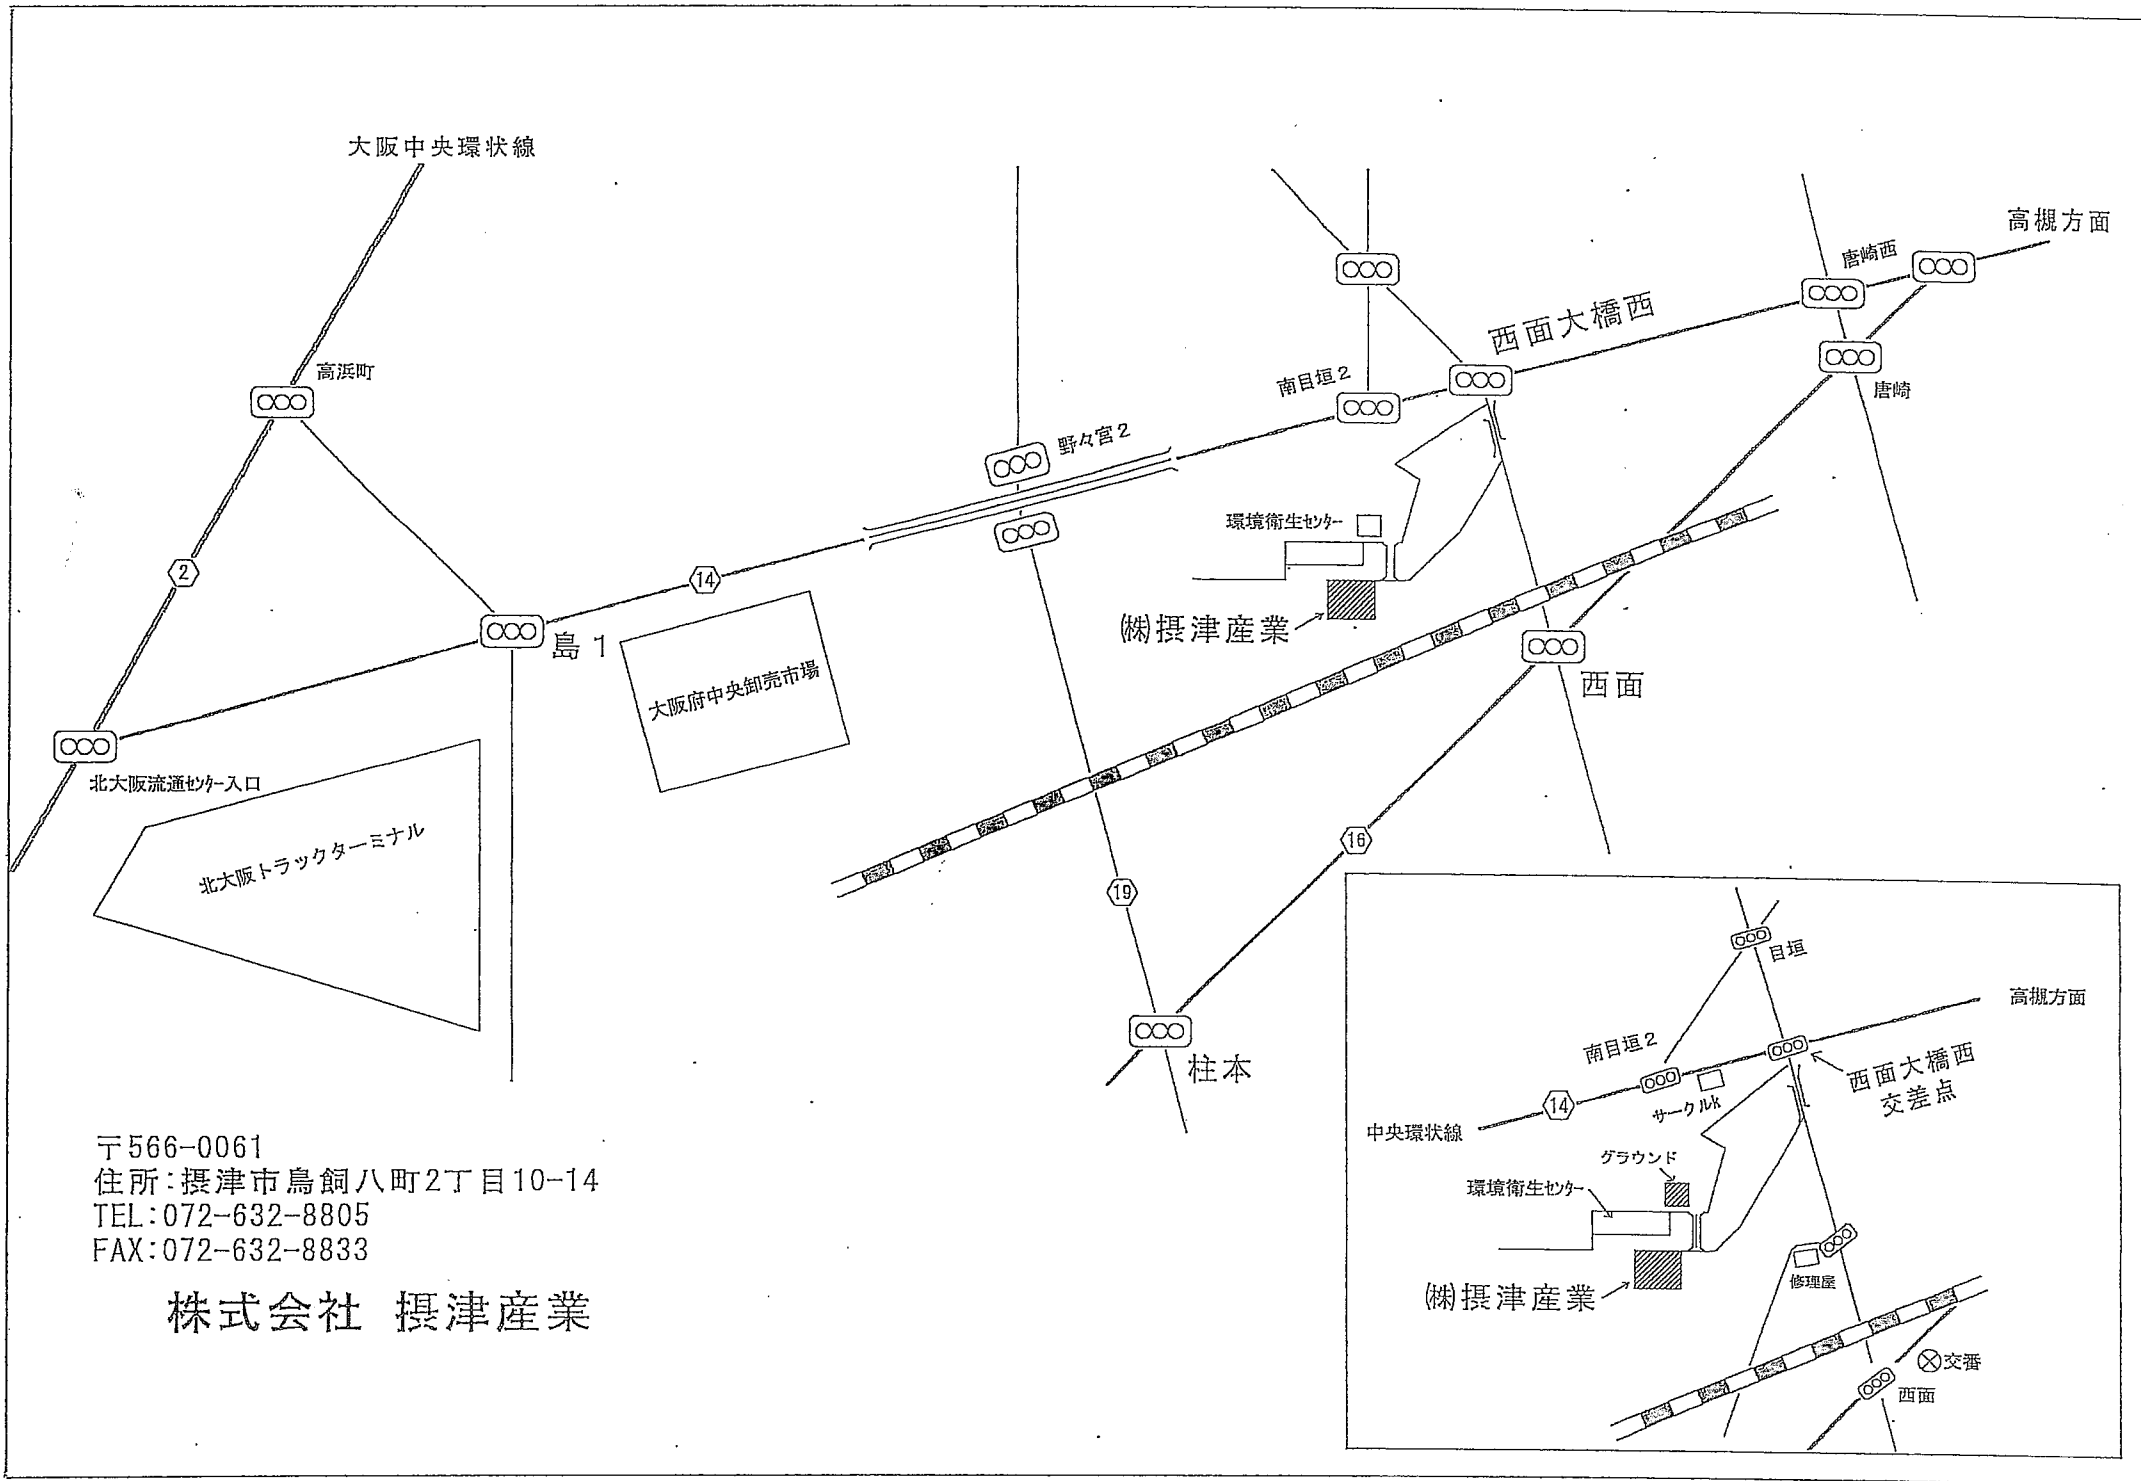 大阪中央環状線
高槻方面
唐崎西
西面大橋西
高浜町
南目垣2
唐崎
野々宮2
環境衛生センター
2
14
㈱摂津産業
島1
西面
大阪府中央卸売市場
北大阪流通センター入口
北大阪トラックターミナル
16
19
柱本
目垣
高槻方面
南目垣2
西面大橋西
交差点
14
サークルK
中央環状線
グラウンド
環境衛生センター
修理屋
㈱摂津産業
交番
西面
〒566-0061
住所:摂津市鳥飼八町2丁目10-14
TEL:072-632-8805
FAX:072-632-8833
株式会社 摂津産業